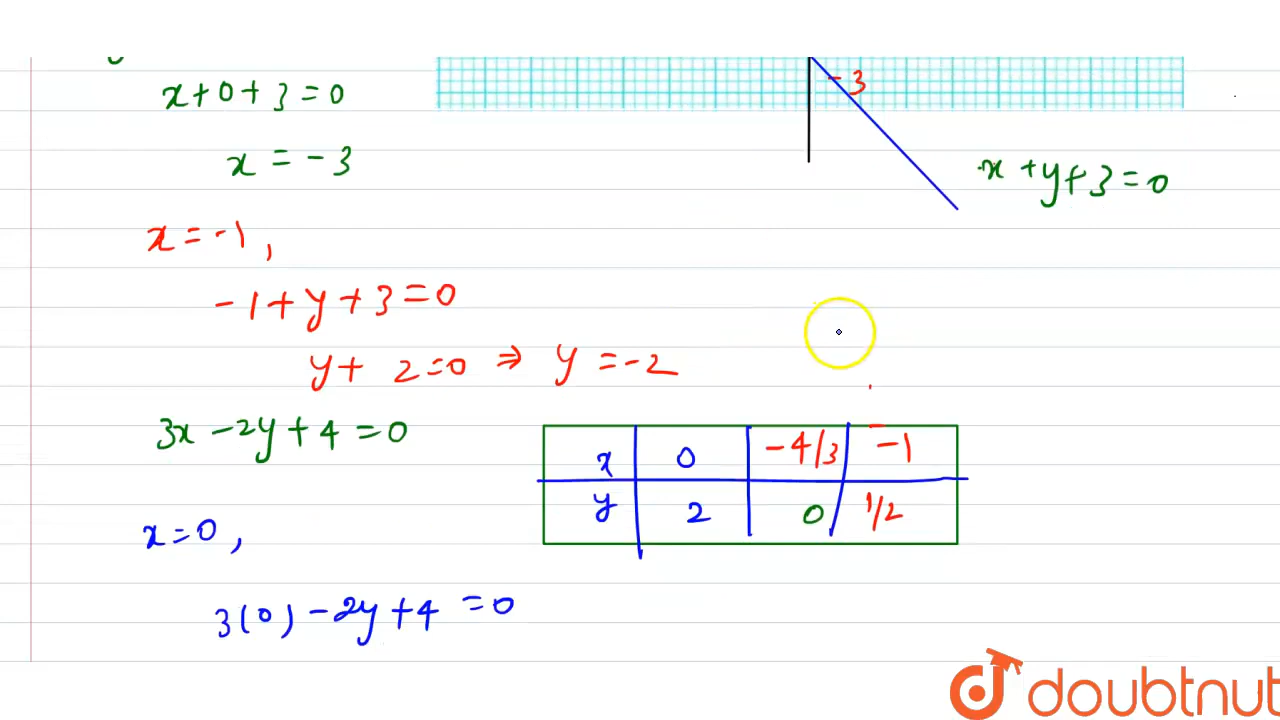 x+0+3=0
-3
x = -3
x+y+3=0
x=-1,
-1+y+3=0
y+ 2=0 ⇒ y=-2
3x-2y+4=0
x 0 -4/3 -1
y 2 0 1/2
x=0,
3(0)-2y+4=0
doubtnut